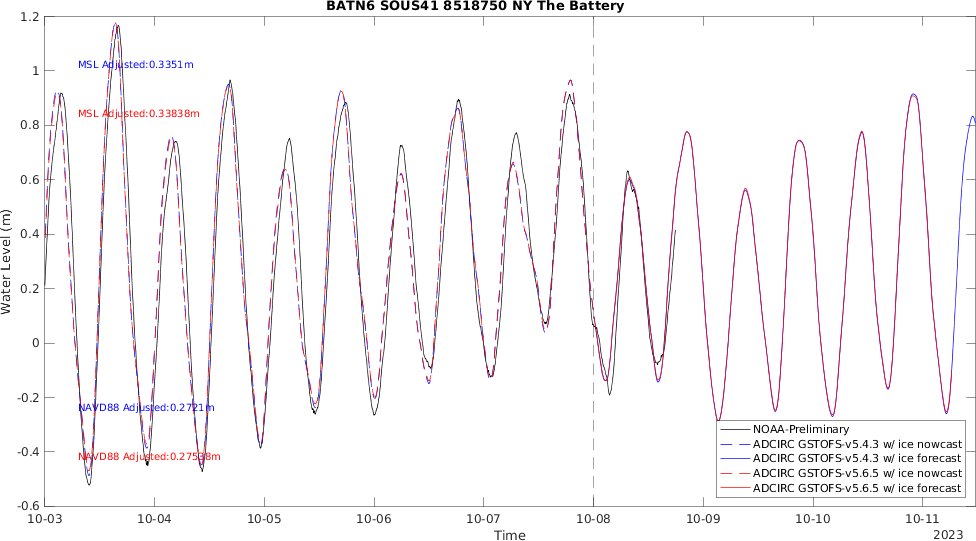 BATN6 SOUS41 8518750 NY The Battery
1.2
1
0.8
0.6
0.4
0.2
0
-0.2
-0.4
-0.6
Water Level (m)
MSL Adjusted:0.3351m
MSL Adjusted:0.33838m
NAVD88 Adjusted:0.2721m
NAVD88 Adjusted:0.27538m
NOAA-Preliminary
ADCIRC GSTOFS-v5.4.3 w/ ice nowcast
ADCIRC GSTOFS-v5.4.3 w/ ice forecast
ADCIRC GSTOFS-v5.6.5 w/ ice nowcast
ADCIRC GSTOFS-v5.6.5 w/ ice forecast
10-03 10-04 10-05 10-06 10-07 10-08 10-09 10-10 10-11
Time
2023